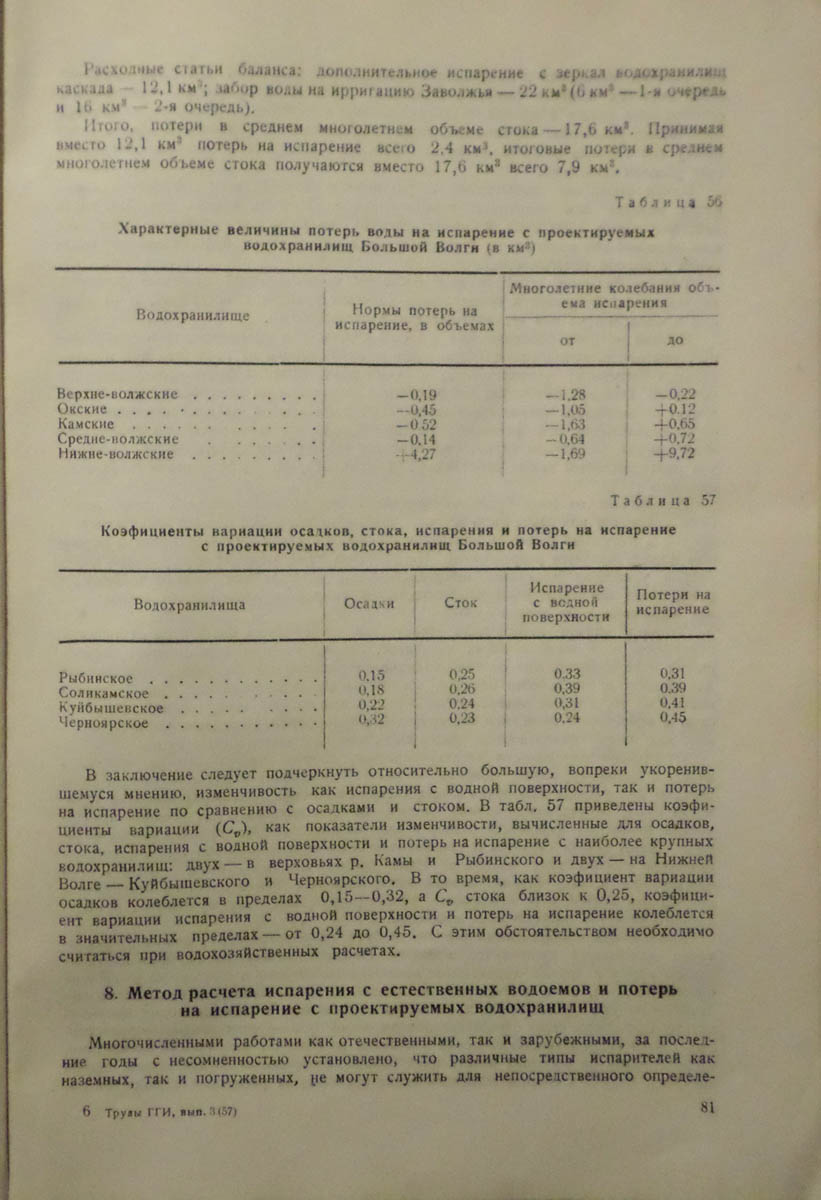 Расходные статьи баланса: дополнительное испарение с зеркал водохранилищ
каскада — 12,1 км³; забор воды на ирригацию Заволжья — 22 км³ (6 км³ — 1-я очередь
и 16 км³ — 2-я очередь).
Итого, потери в среднем многолетнем объеме стока — 17,6 км³. Принимая
вместо 12,1 км³ потерь на испарение всего 2,4 км³, итоговые потери в среднем
многолетнем объеме стока получаются вместо 17,6 км³ всего 7,9 км³.
Таблица 56
Характерные величины потерь воды на испарение с проектируемых
водохранилищ Большой Волги (в км³)
Водохранилище Нормы потерь на испарение, в объемах Многолетние колебания объ-
ема испарения
от до
Верхне-волжские . . . . . . . . . —0,19 —1,28 —0,22
Окские . . . . . . . . . . —0,45 —1,05 +0.12
Камские . . . . . . . . —0 52 —1,63 +0,65
Средне-волжские . . . . . . —0.14 —0,64 +0,72
Нижне-волжские . . . . . . . . . +4,27 —1,69 +9,72
Таблица 57
Коэфициенты вариации осадков, стока, испарения и потерь на испарение
с проектируемых водохранилищ Большой Волги
Водохранилища Осадки Сток Испарение с водной поверхности Потери на испарение
Рыбинское . . . . . . . . . . . . 0,15 0,25 0.33 0,31
Соликамское . . . . . . . . . 0,18 0,26 0,39 0.39
Куйбышевское . . . . . . . . 0,22 0,24 0,31 0,41
Черноярское . . . . . . . . . . . 0,32 0,23 0.24 0,45
В заключение следует подчеркнуть относительно большую, вопреки укоренив-
шемуся мнению, изменчивость как испарения с водной поверхности, так и потерь
на испарение по сравнению с осадками и стоком. В табл. 57 приведены коэфи-
циенты вариации (Cᵥ), как показатели изменчивости, вычисленные для осадков,
стока, испарения с водной поверхности и потерь на испарение с наиболее крупных
водохранилищ: двух — в верховьях р. Камы и Рыбинского и двух — на Нижней
Волге — Куйбышевского и Черноярского. В то время, как коэфициент вариации
осадков колеблется в пределах 0,15—0,32, а Cᵥ стока близок к 0,25, коэфици-
ент вариации испарения с водной поверхности и потерь на испарение колеблется
в значительных пределах — от 0,24 до 0,45. С этим обстоятельством необходимо
считаться при водохозяйственных расчетах.
8. Метод расчета испарения с естественных водоемов и потерь
на испарение с проектируемых водохранилищ
Многочисленными работами как отечественными, так и зарубежными, за послед-
ние годы с несомненностью установлено, что различные типы испарителей как
наземных, так и погруженных, не могут служить для непосредственного определе-
6 Труды ГГИ, вып. 3 (57)
81